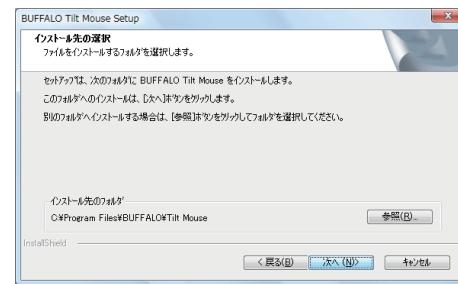 BUFFALO Tilt Mouse Setup
インストール先の選択
ファイルをインストールするフォルダを選択します。
セットアップは、次のフォルダに BUFFALO Tilt Mouse をインストールします。
このフォルダへのインストールは、[次へ]ボタンをクリックします。
別のフォルダへインストールする場合は、[参照]ボタンをクリックしてフォルダを選択してください。
インストール先のフォルダ
C:¥Program Files¥BUFFALO¥Tilt Mouse
参照(R)...
InstallShield
< 戻る(B)
次へ (N)>
キャンセル